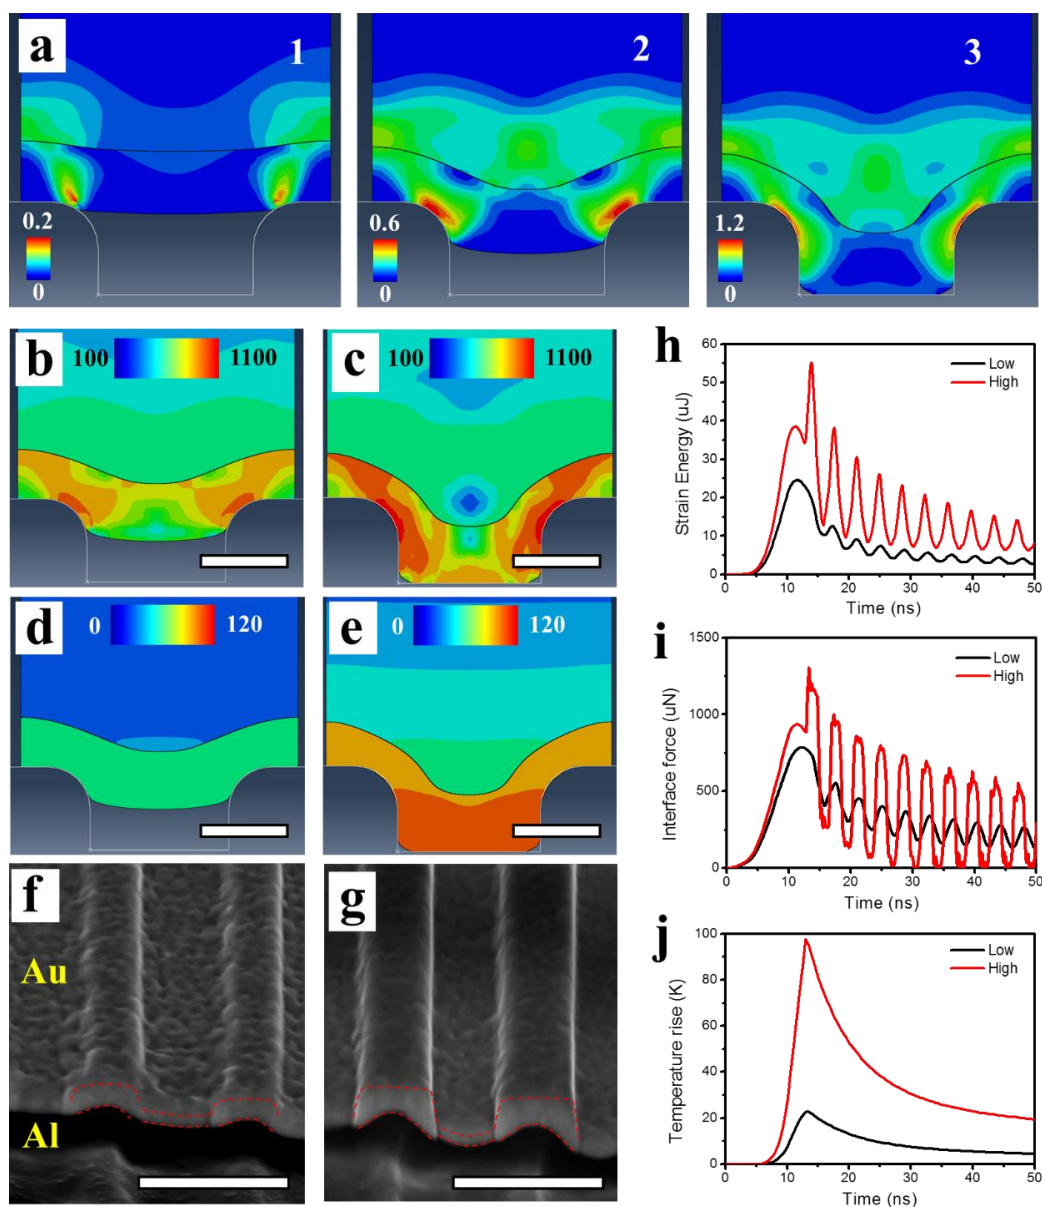 a
1
0.2
0
2
0.6
0
3
1.2
0
b
100
1100
c
100
1100
d
0
120
e
0
120
f
Au
Al
g
h
60
50
40
30
20
10
0
Strain Energy (uJ)
Low
High
0 10 20 30 40 50
Time (ns)
i
1500
1000
500
0
Interface force (uN)
Low
High
0 10 20 30 40 50
Time (ns)
j
100
80
60
40
20
0
Temperature rise (K)
Low
High
0 10 20 30 40 50
Time (ns)